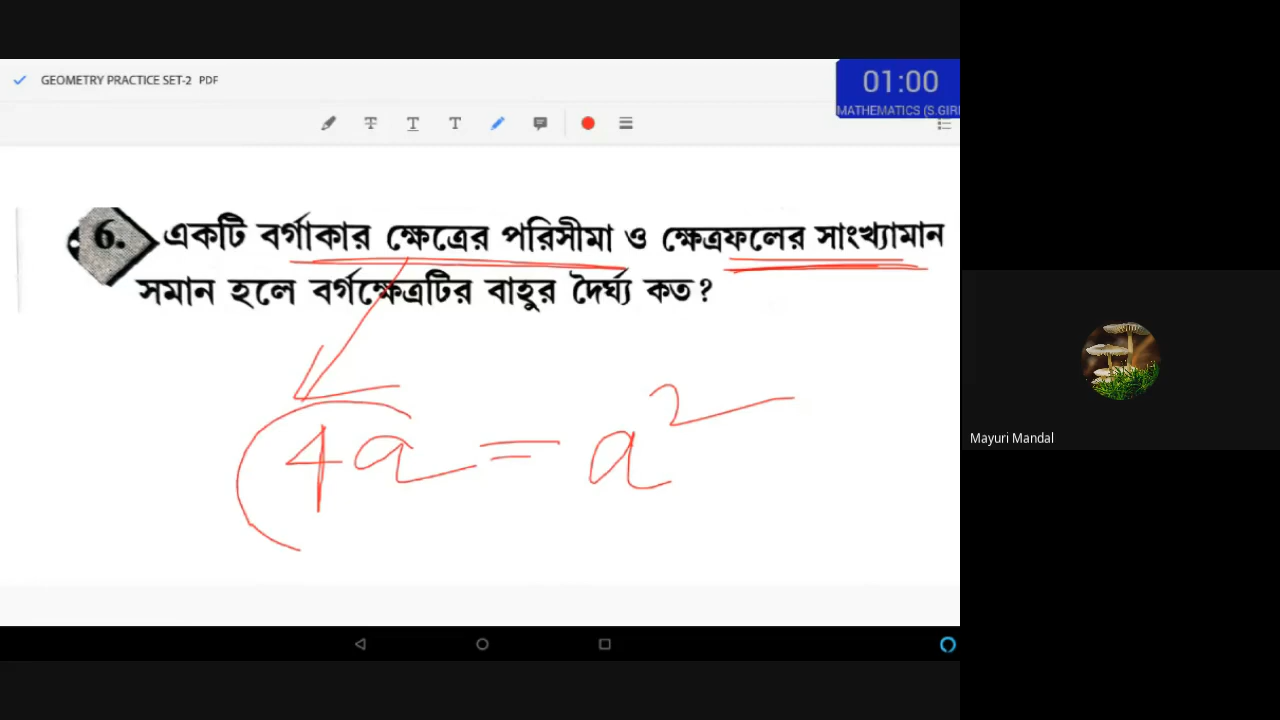 GEOMETRY PRACTICE SET-2 PDF
01:00
MATHEMATICS (S.GIRI
T T T
6. একটি বর্গাকার ক্ষেত্রের পরিসীমা ও ক্ষেত্রফলের সাংখ্যামান
সমান হলে বর্গক্ষেত্রটির বাহুর দৈর্ঘ্য কত?
4a = a²
Mayuri Mandal